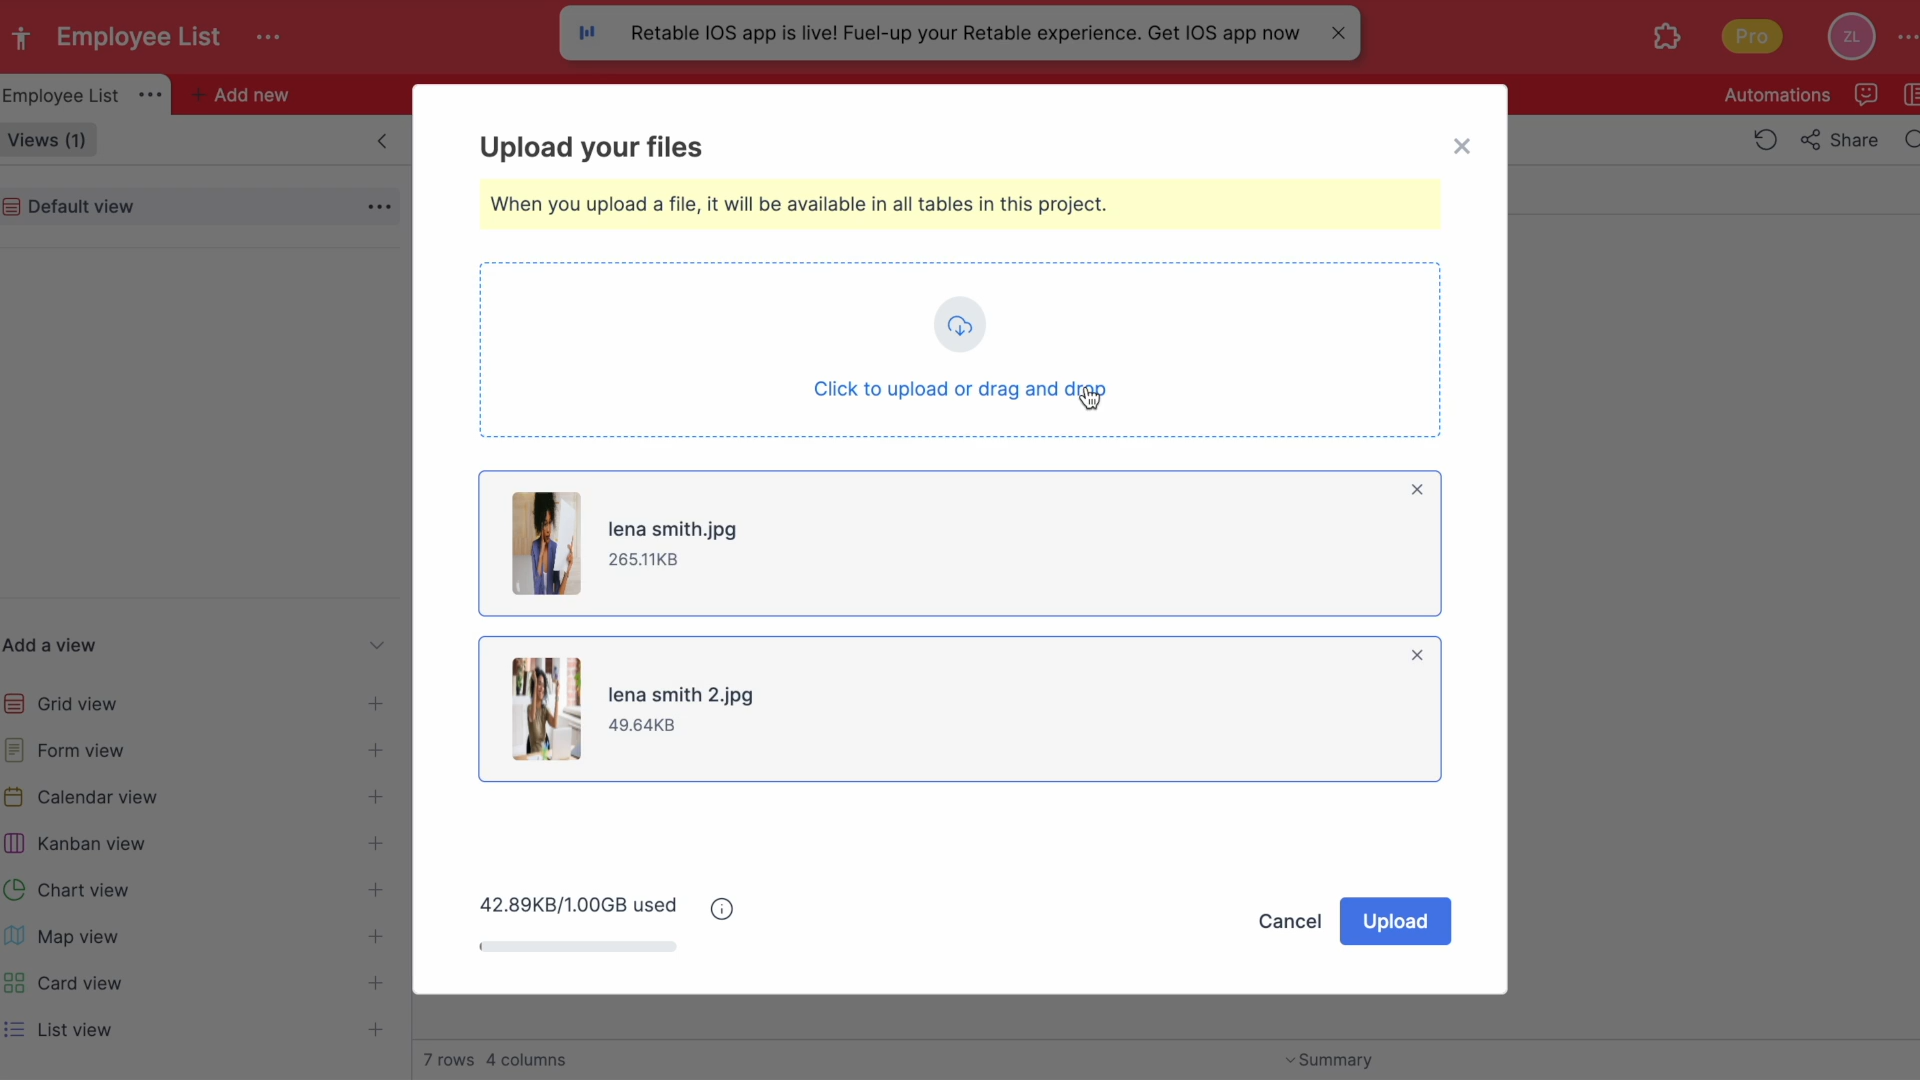 Employee List
Retable IOS app is live! Fuel-up your Retable experience. Get IOS app now
Pro
ZL
Employee List
+ Add new
Automations
Views (1)
Share
Default view
Upload your files
When you upload a file, it will be available in all tables in this project.
Click to upload or drag and drop
lena smith.jpg
265.11KB
lena smith 2.jpg
49.64KB
Add a view
Grid view
Form view
Calendar view
Kanban view
Chart view
Map view
Card view
List view
42.89KB/1.00GB used
Cancel
Upload
7 rows 4 columns
Summary